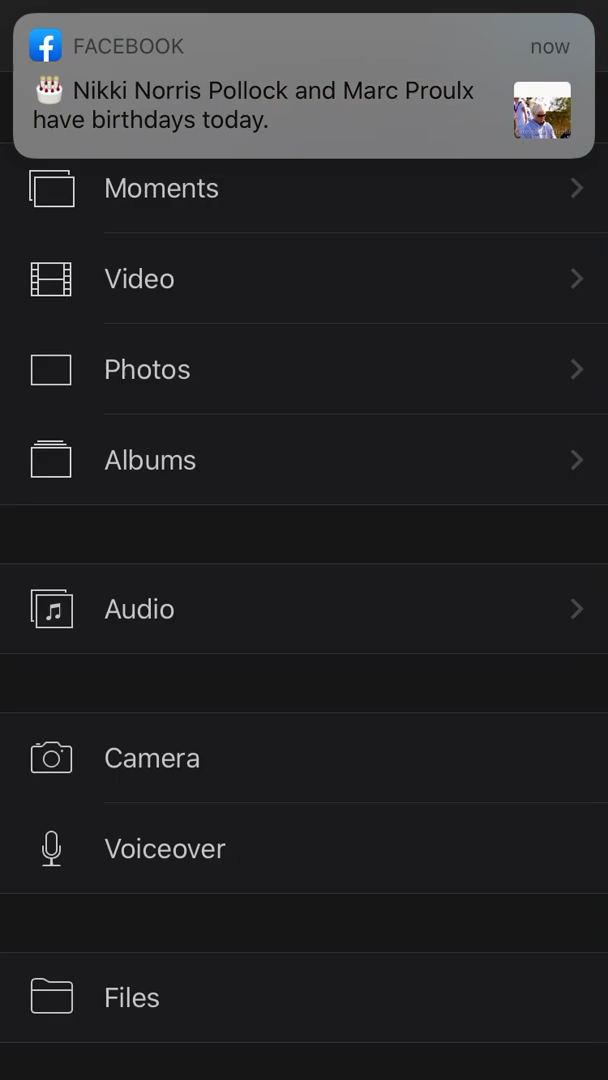 FACEBOOK now
Nikki Norris Pollock and Marc Proulx
have birthdays today.
Moments
Video
Photos
Albums
Audio
Camera
Voiceover
Files